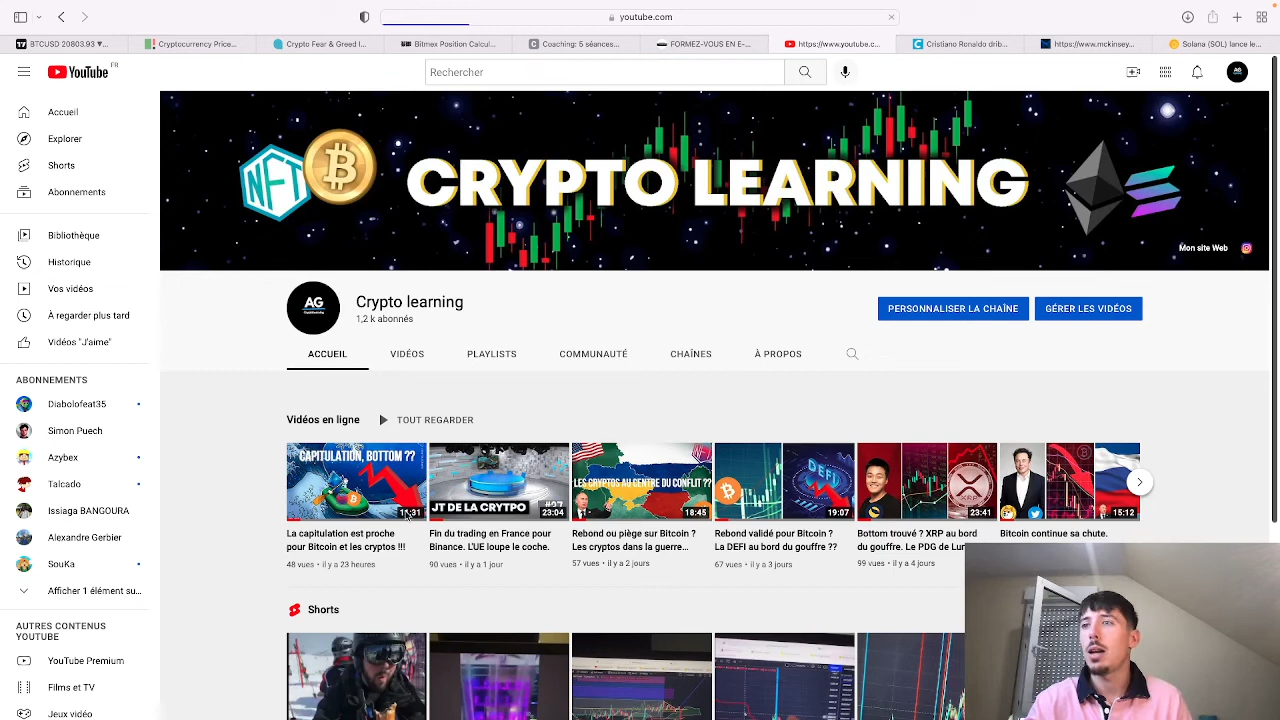 youtube.com
BTCUSD 20803.93 ▼...
Cryptocurrency Price...
Crypto Fear & Greed I...
Bitmex Position Calcul...
Coaching: 5 séances...
FORMEZ-VOUS EN E-...
https://www.youtube.c...
Cristiano Ronaldo drib...
https://www.mckinsey...
Solana (SOL) lance le...
YouTube FR
Rechercher
AG
Accueil
Explorer
Shorts
Abonnements
Bibliothèque
Historique
Vos vidéos
À regarder plus tard
Vidéos "J'aime"
ABONNEMENTS
Diabolofeat35
Simon Puech
Azybex
Talcado
Issiaga BANGOURA
Alexandre Gerbier
SouKa
Afficher 1 élément su...
AUTRES CONTENUS
YOUTUBE
YouTube Premium
Films et TV
Jeux vidéo
NFT
CRYPTO LEARNING
Mon site Web
AG
Crypto learning
1,2 k abonnés
PERSONNALISER LA CHAÎNE
GÉRER LES VIDÉOS
ACCUEIL
VIDÉOS
PLAYLISTS
COMMUNAUTÉ
CHAÎNES
À PROPOS
Vidéos en ligne
TOUT REGARDER
CAPITULATION, BOTTOM ??
La capitulation est proche
pour Bitcoin et les cryptos !!!
48 vues • il y a 23 heures
JT DE LA CRYTPO
#27
23:04
Fin du trading en France pour
Binance. L'UE loupe le coche.
90 vues • il y a 1 jour
LES CRYPTOS AU CENTRE DU CONFLIT ??
18:45
Rebond ou piège sur Bitcoin ?
Les cryptos dans la guerre...
57 vues • il y a 2 jours
DEFI
19:07
Rebond validé pour Bitcoin ?
La DEFI au bord du gouffre ??
67 vues • il y a 3 jours
23:41
Bottom trouvé ? XRP au bord
du gouffre. Le PDG de
99 vues • il y a 4 jours
15:12
Bitcoin continue sa chute.
Shorts